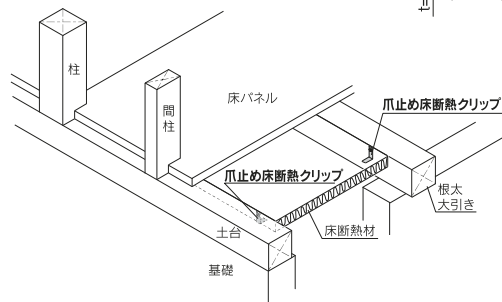 t=
柱
間柱
床パネル
爪止め床断熱クリップ
爪止め床断熱クリップ
根太
大引き
土台
床断熱材
基礎